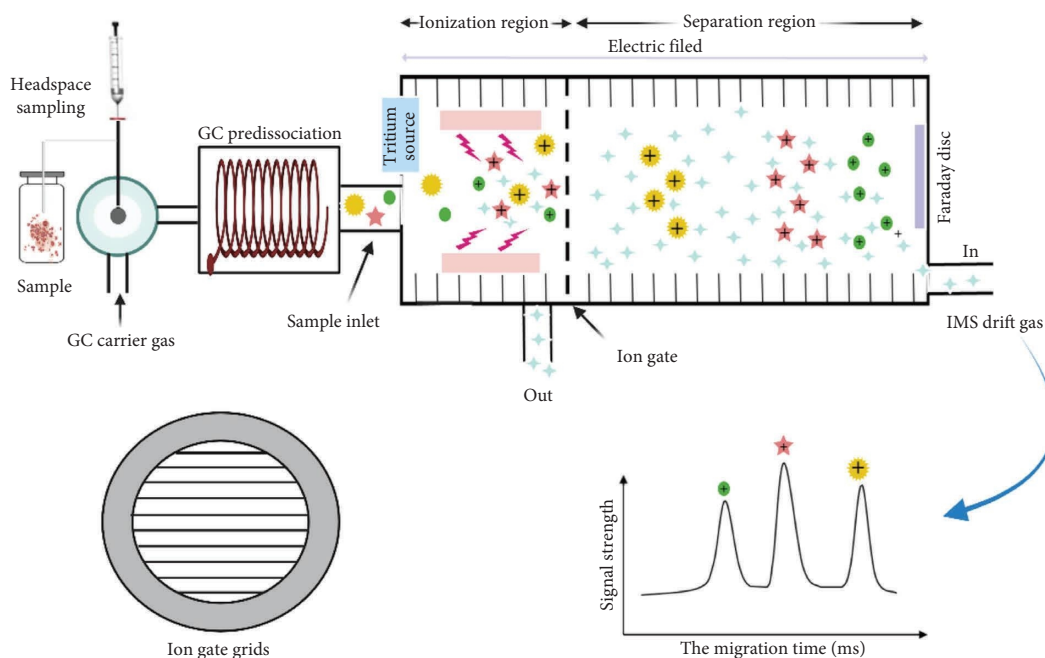 Ionization region
Separation region
Electric filed
Headspace
sampling
GC predissociation
Tritium
source
Faraday disc
In
Sample
Sample inlet
IMS drift gas
GC carrier gas
Ion gate
Out
Signal strength
The migration time (ms)
Ion gate grids